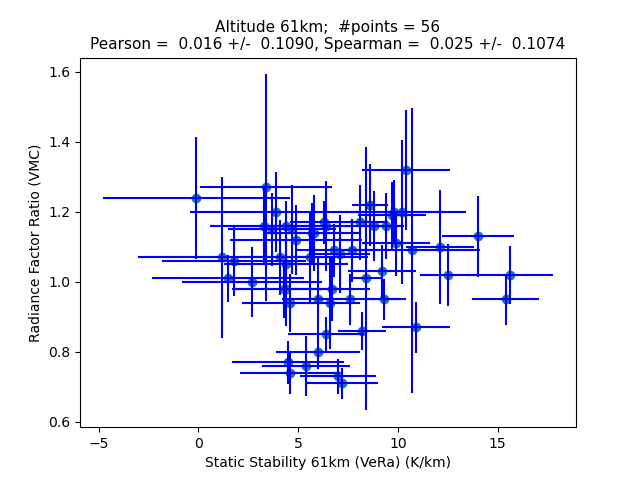 Altitude 61km;  #points = 56
Pearson =  0.016 +/-  0.1090, Spearman =  0.025 +/-  0.1074
1.6
1.4
1.2
1.0
0.8
0.6
Radiance Factor Ratio (VMC)
−5
0
5
10
15
Static Stability 61km (VeRa) (K/km)